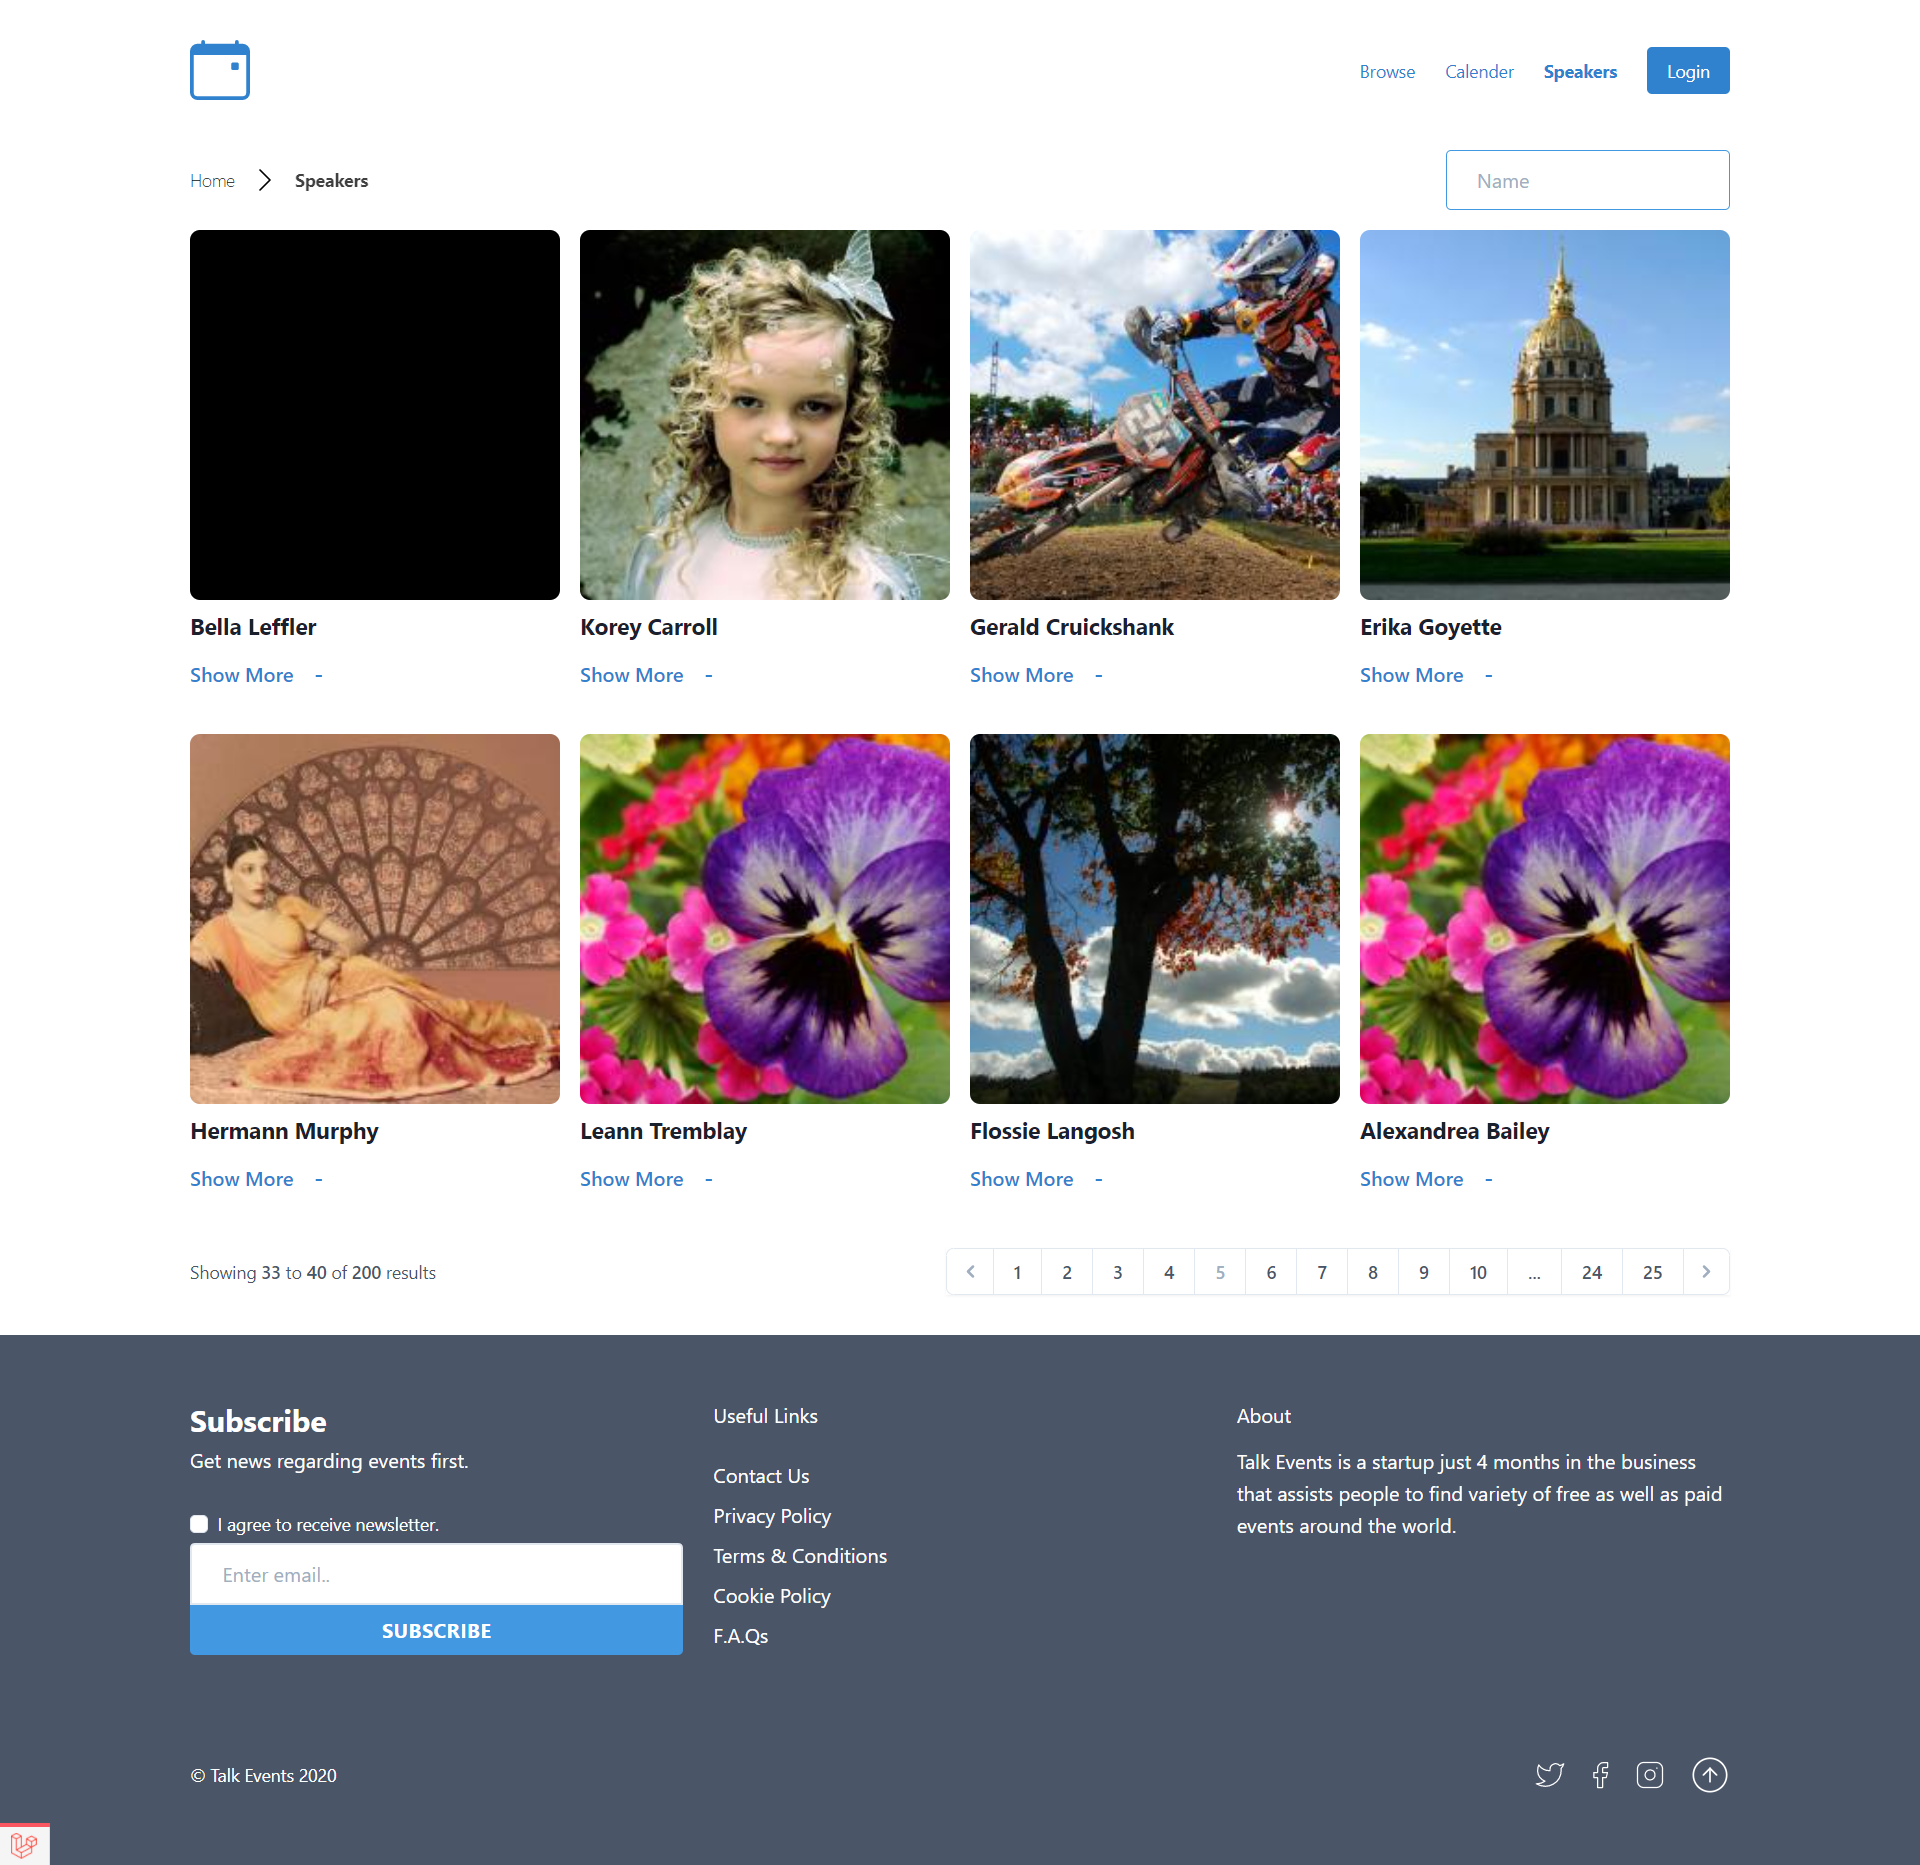 Browse Calender Speakers Login
Home Speakers
Name
Bella Leffler Korey Carroll Gerald Cruickshank Erika Goyette
Show More - Show More - Show More - Show More -
Hermann Murphy Leann Tremblay Flossie Langosh Alexandrea Bailey
Show More - Show More - Show More - Show More -
Showing 33 to 40 of 200 results
1 2 3 4 5 6 7 8 9 10 ... 24 25
Subscribe
Get news regarding events first.
I agree to receive newsletter.
Enter email..
SUBSCRIBE
Useful Links
Contact Us
Privacy Policy
Terms & Conditions
Cookie Policy
F.A.Qs
About
Talk Events is a startup just 4 months in the business
that assists people to find variety of free as well as paid
events around the world.
© Talk Events 2020